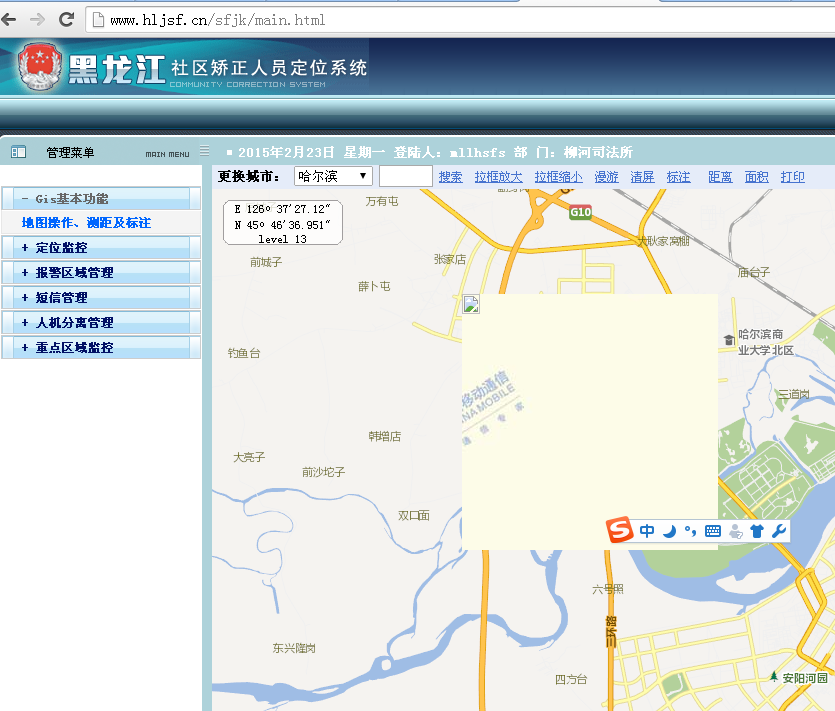 www.hljsf.cn/sfjk/main.html
黑龙江 社区矫正人员定位系统
COMMUNITY CORRECTION SYSTEM
管理菜单 MAIN MENU
2015年2月23日 星期一 登陆人：mllhsfs 部 门：柳河司法所
更换城市： 哈尔滨 搜索 拉框放大 拉框缩小 漫游 清屏 标注 距离 面积 打印
- Gis基本功能
地图操作、测距及标注
+ 定位监控
+ 报警区域管理
+ 短信管理
+ 人机分离管理
+ 重点区域监控
E 126° 37′27.12″
N 45° 46′36.951″
level 13
万有屯
G10
大耿家窝棚
张家店
前城子
庙台子
薛卜屯
哈尔滨商
业大学北区
钓鱼台
移动通信
NA MOBILE
通信专家
三道岗
韩增店
大亮子
前沙坨子
双口面
S 中
六号照
三环路
东兴隆岗
四方台
安阳河园